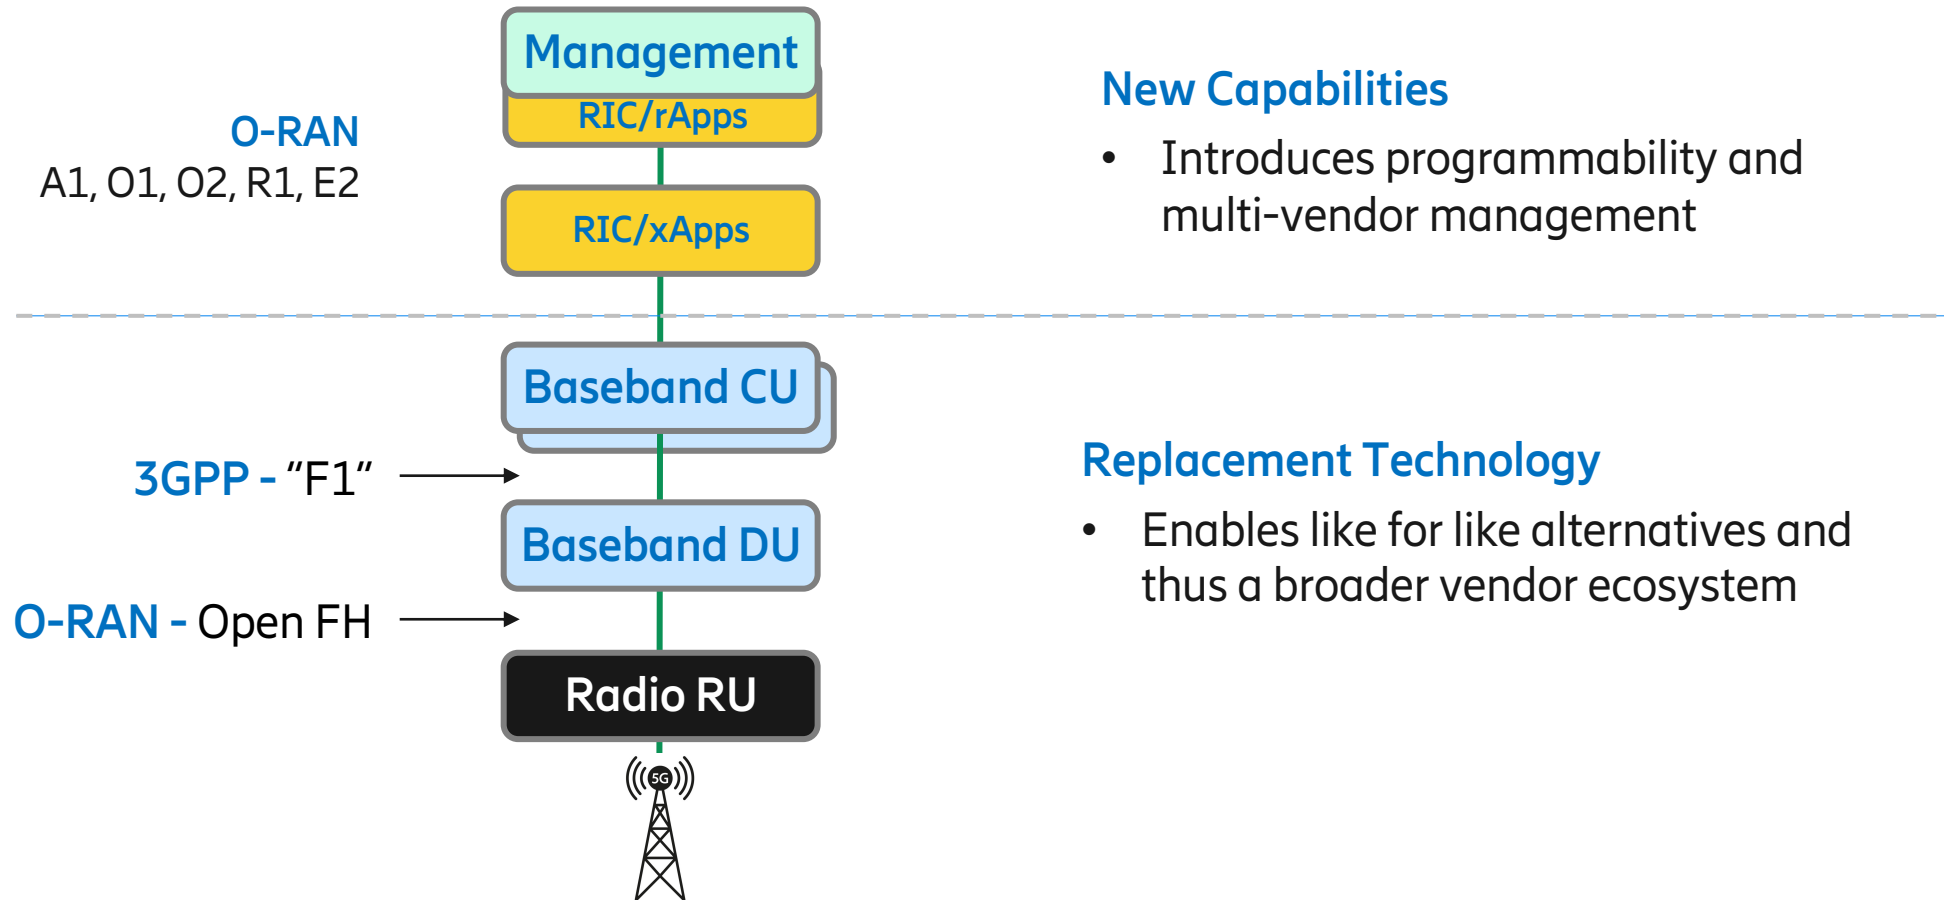 Management
RIC/rApps
O-RAN
A1, O1, O2, R1, E2
RIC/xApps
New Capabilities
• Introduces programmability and
multi-vendor management
Baseband CU
3GPP - “F1”
Baseband DU
O-RAN - Open FH
Radio RU
5G
Replacement Technology
• Enables like for like alternatives and
thus a broader vendor ecosystem